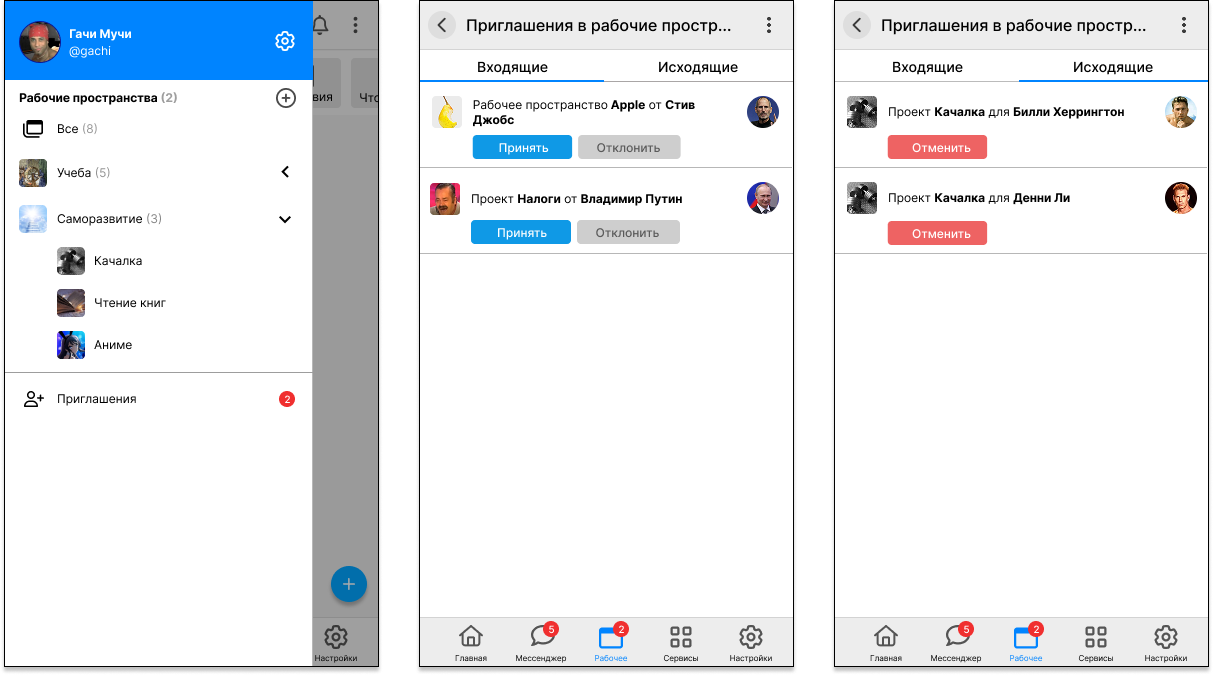 Гачи Мучи
@gachi
Рабочие пространства (2)
Все (8)
Учеба (5)
Саморазвитие (3)
Качалка
Чтение книг
Аниме
Приглашения
2
вия
Что
Настройки
Приглашения в рабочие простр...
Входящие
Исходящие
Рабочее пространство Apple от Стив
Джобс
Принять
Отклонить
Проект Налоги от Владимир Путин
Принять
Отклонить
5
2
Главная
Мессенджер
Рабочее
Сервисы
Настройки
Приглашения в рабочие простр...
Входящие
Исходящие
Проект Качалка для Билли Херрингтон
Отменить
Проект Качалка для Денни Ли
Отменить
5
2
Главная
Мессенджер
Рабочее
Сервисы
Настройки